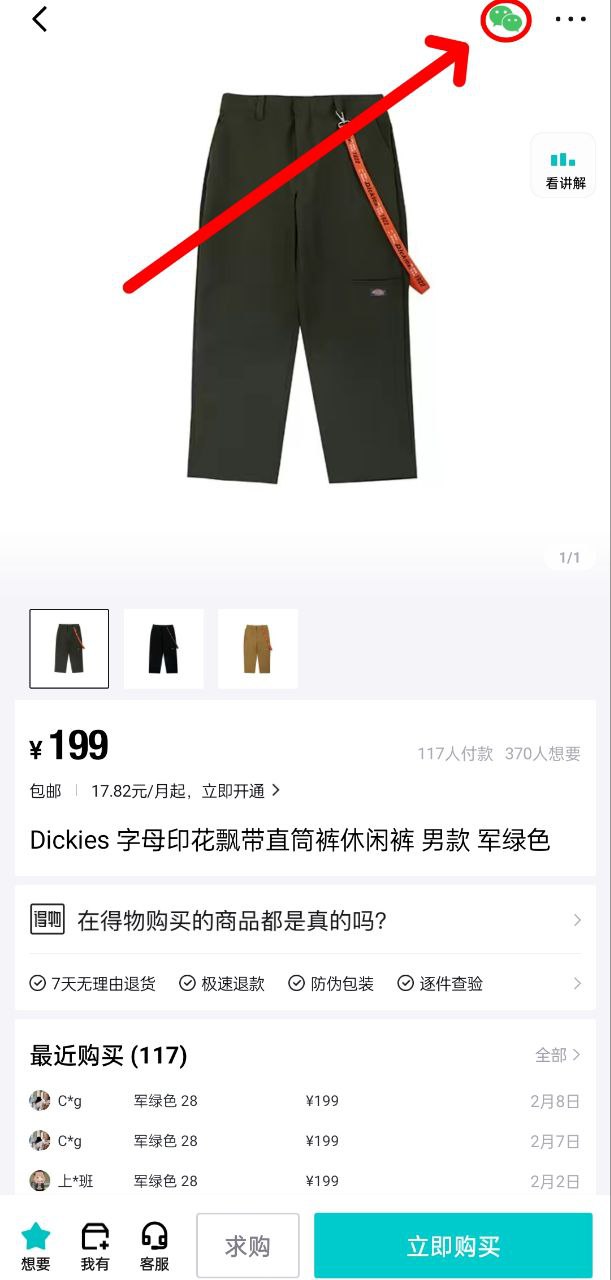 看讲解
1/1
¥ 199
117人付款 370人想要
包邮 | 17.82元/月起，立即开通 >
Dickies 字母印花飘带直筒裤休闲裤 男款 军绿色
得物 在得物购买的商品都是真的吗？
7天无理由退货 极速退款 防伪包装 逐件查验
最近购买 (117) 全部 >
C*g 军绿色 28 ¥199 2月8日
C*g 军绿色 28 ¥199 2月7日
上*班 军绿色 28 ¥199 2月2日
想要 我有 客服 求购 立即购买